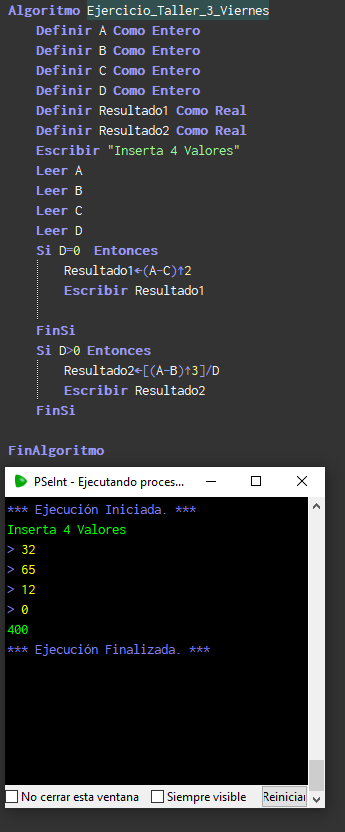 Algoritmo Ejercicio_Taller_3_Viernes
Definir A Como Entero
Definir B Como Entero
Definir C Como Entero
Definir D Como Entero
Definir Resultado1 Como Real
Definir Resultado2 Como Real
Escribir "Inserta 4 Valores"
Leer A
Leer B
Leer C
Leer D
Si D=0 Entonces
Resultado1←(A-C)↑2
Escribir Resultado1
FinSi
Si D>0 Entonces
Resultado2←[(A-B)↑3]/D
Escribir Resultado2
FinSi
FinAlgoritmo
PSeInt - Ejecutando proces...
*** Ejecución Iniciada. ***
Inserta 4 Valores
> 32
> 65
> 12
> 0
400
*** Ejecución Finalizada. ***
No cerrar esta ventana Siempre visible Reiniciar